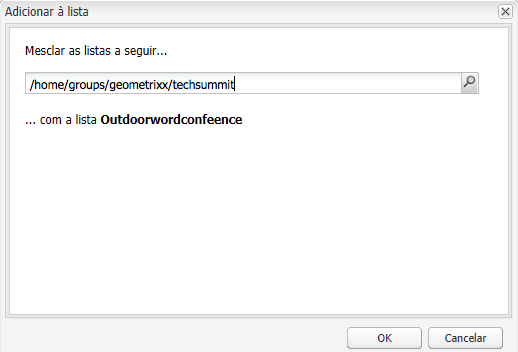 Adicionar à lista
Mesclar as listas a seguir...
/home/groups/geometrixx/techsummit
... com a lista Outdoorwordconfeence
OK
Cancelar